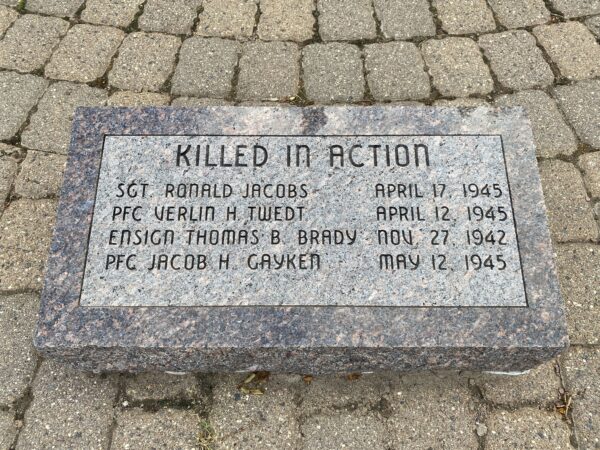 KILLED IN ACTION
SGT. RONALD JACOBS APRIL 17, 1945
PFC VERLIN H. TWEDT APRIL 12, 1945
ENSIGN THOMAS B. BRADY NOV. 27, 1942
PFC JACOB H. GAYKEN MAY 12, 1945